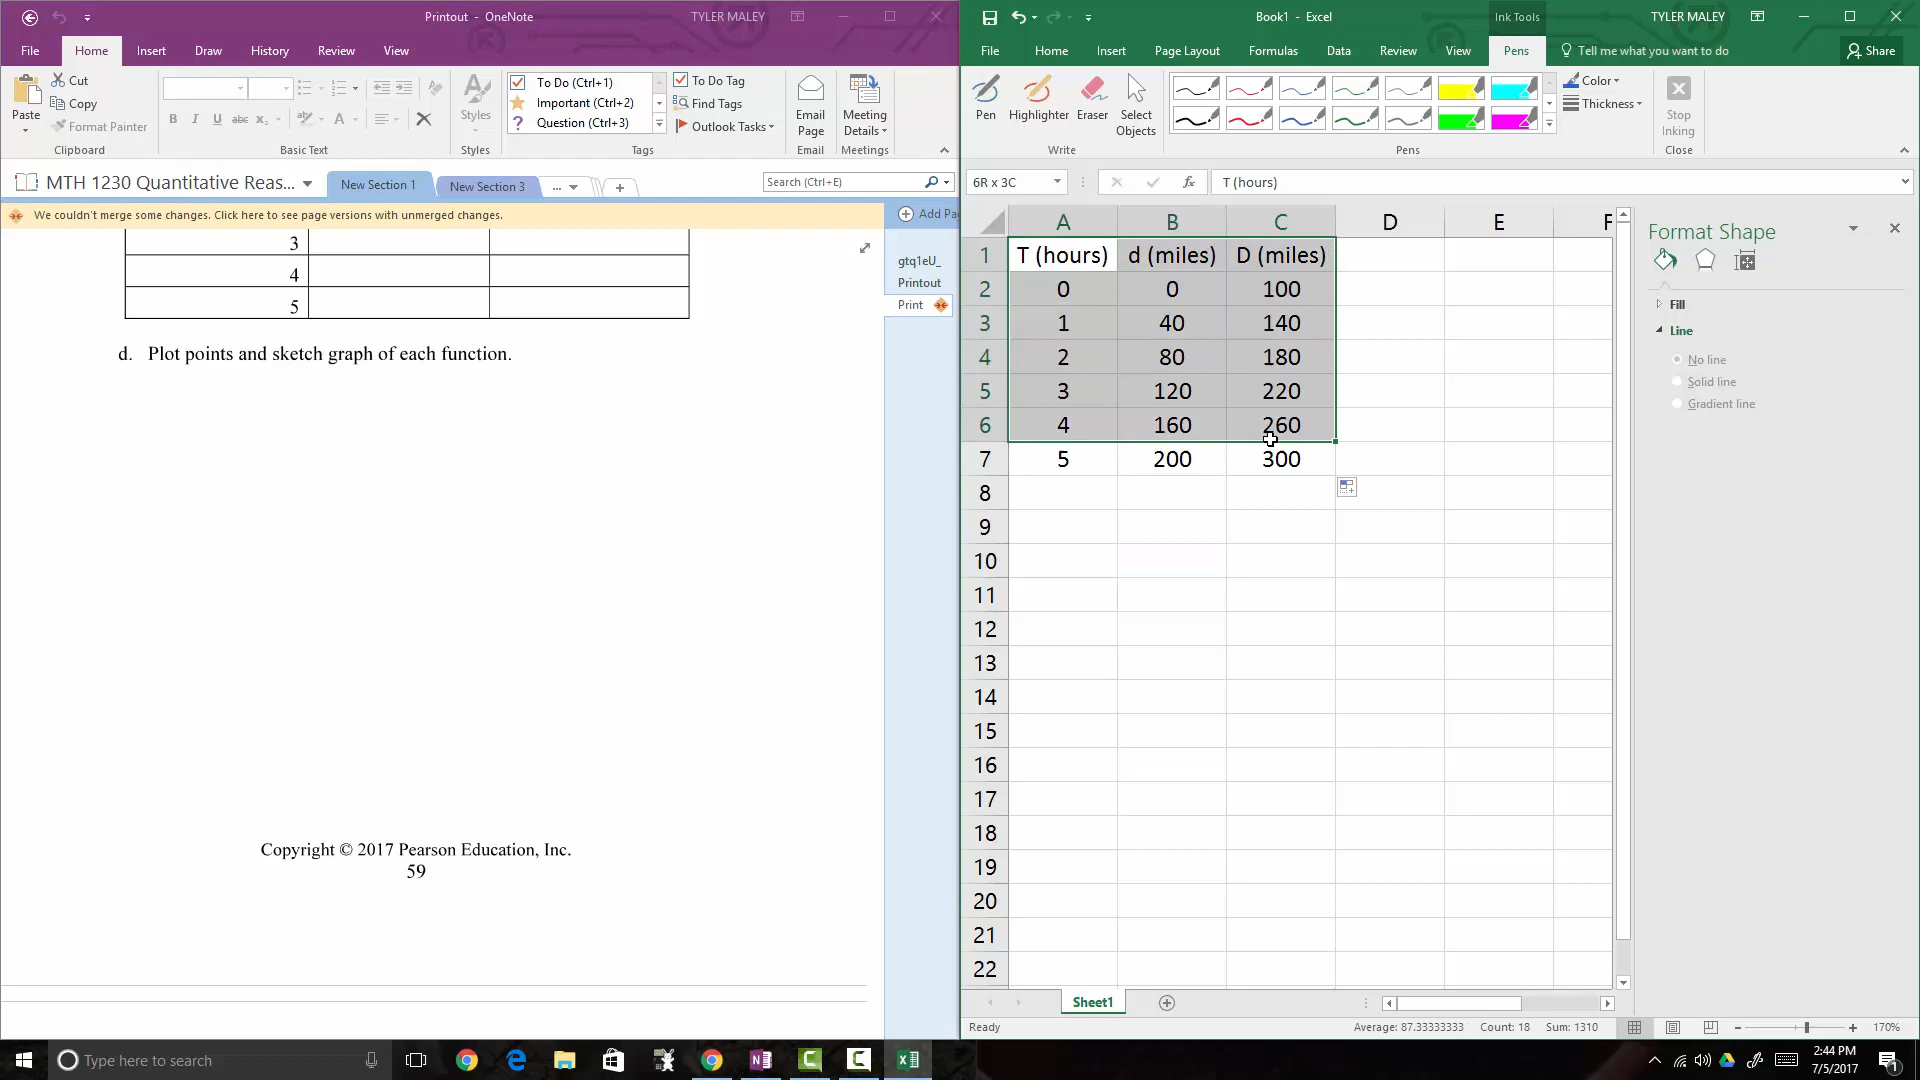 Printout - OneNote
TYLER MALEY
File Home Insert Draw History Review View
Paste
Cut
Copy
Format Painter
Clipboard
B I U abc x₂ A
Basic Text
Styles
Styles
To Do (Ctrl+1)
Important (Ctrl+2)
Question (Ctrl+3)
To Do Tag
Find Tags
Outlook Tasks
Tags
Email
Page
Email
Meeting
Details
Meetings
MTH 1230 Quantitative Reas...
New Section 1
New Section 3
...
Search (Ctrl+E)
We couldn't merge some changes. Click here to see page versions with unmerged changes.
Add Pa
gtq1eU_
Printout
Print
3
4
5
d. Plot points and sketch graph of each function.
Copyright © 2017 Pearson Education, Inc.
59
Book1 - Excel
Ink Tools
TYLER MALEY
File Home Insert Page Layout Formulas Data Review View Pens Tell me what you want to do Share
Pen
Highlighter
Eraser
Select
Objects
Write
Color
Thickness
Pens
Stop
Inking
Close
6R x 3C
fx
T (hours)
A B C D E F
1 T (hours) d (miles) D (miles)
2 0 0 100
3 1 40 140
4 2 80 180
5 3 120 220
6 4 160 260
7 5 200 300
8
9
10
11
12
13
14
15
16
17
18
19
20
21
22
Format Shape
Fill
Line
No line
Solid line
Gradient line
Sheet1
Ready
Average: 87.33333333 Count: 18 Sum: 1310
170%
Type here to search
2:44 PM
7/5/2017
1